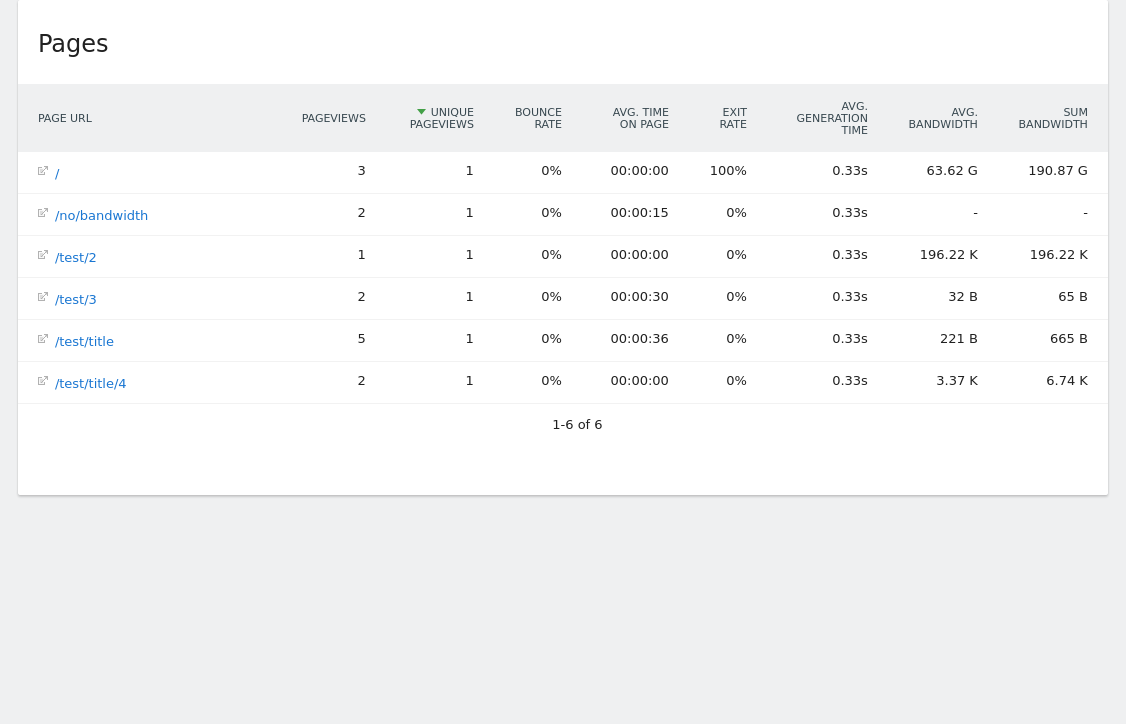 Pages
PAGE URL PAGEVIEWS UNIQUE PAGEVIEWS BOUNCE RATE AVG. TIME ON PAGE EXIT RATE AVG. GENERATION TIME AVG. BANDWIDTH SUM BANDWIDTH
/ 3 1 0% 00:00:00 100% 0.33s 63.62 G 190.87 G
/no/bandwidth 2 1 0% 00:00:15 0% 0.33s - -
/test/2 1 1 0% 00:00:00 0% 0.33s 196.22 K 196.22 K
/test/3 2 1 0% 00:00:30 0% 0.33s 32 B 65 B
/test/title 5 1 0% 00:00:36 0% 0.33s 221 B 665 B
/test/title/4 2 1 0% 00:00:00 0% 0.33s 3.37 K 6.74 K
1-6 of 6